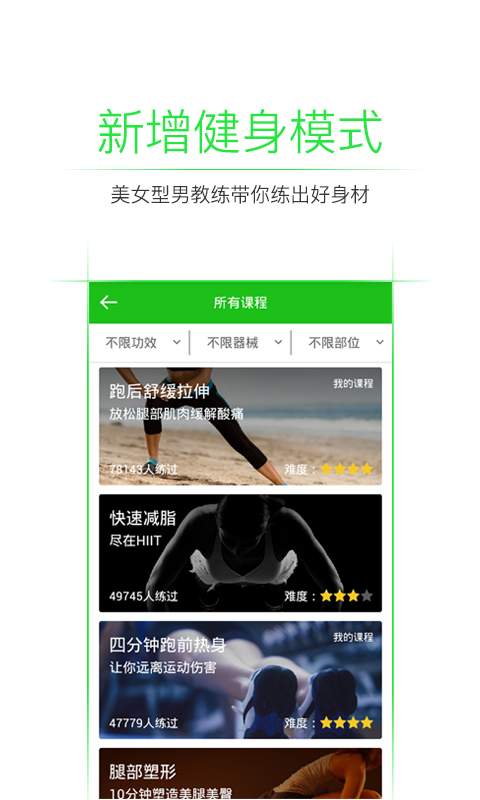 新增健身模式
美女型男教练带你练出好身材
所有课程
不限功效 不限器械 不限部位
跑后舒缓拉伸 我的课程
放松腿部肌肉缓解酸痛
78143人练过 难度：
快速减脂
尽在HIIT
49745人练过 难度：
四分钟跑前热身 我的课程
让你远离运动伤害
47779人练过 难度：
腿部塑形
10分钟塑造美腿美臀